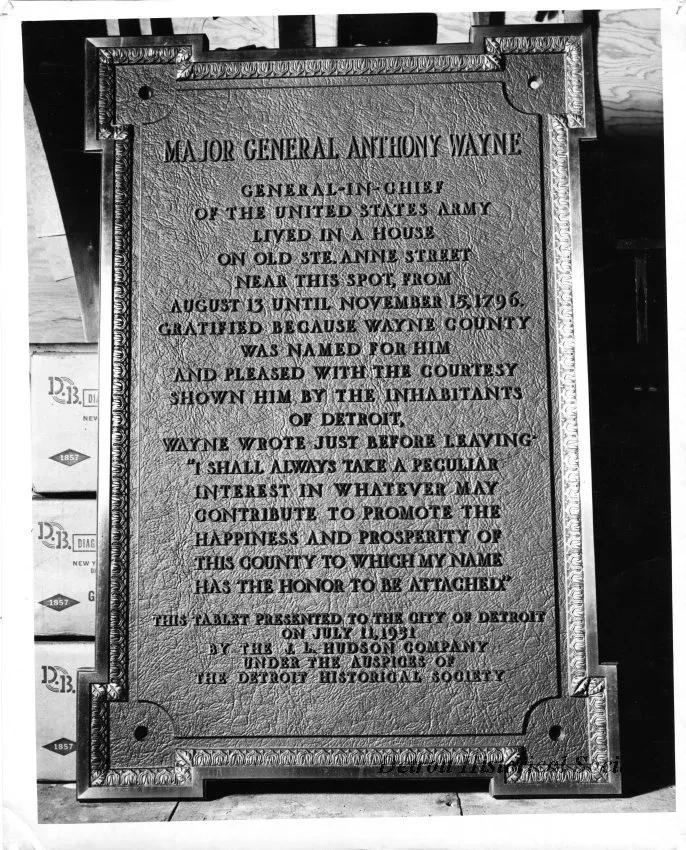 MAJOR GENERAL ANTHONY WAYNE
GENERAL-IN-CHIEF
OF THE UNITED STATES ARMY
LIVED IN A HOUSE
ON OLD STE. ANNE STREET
NEAR THIS SPOT, FROM
AUGUST 13 UNTIL NOVEMBER 15, 1796.
GRATIFIED BECAUSE WAYNE COUNTY
WAS NAMED FOR HIM
AND PLEASED WITH THE COURTESY
SHOWN HIM BY THE INHABITANTS
OF DETROIT,
WAYNE WROTE JUST BEFORE LEAVING-
"I SHALL ALWAYS TAKE A PECULIAR
INTEREST IN WHATEVER MAY
CONTRIBUTE TO PROMOTE THE
HAPPINESS AND PROSPERITY OF
THIS COUNTY TO WHICH MY NAME
HAS THE HONOR TO BE ATTACHED."
THIS TABLET PRESENTED TO THE CITY OF DETROIT
ON JULY 11, 1951
BY THE J. L. HUDSON COMPANY
UNDER THE AUSPICES OF
THE DETROIT HISTORICAL SOCIETY
D.B.
1857
D.B. DIAG
NEW Y
1857
D.B.
1857
Detroit Historical Soci